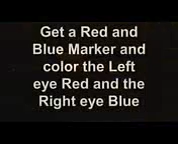 Get a Red and
Blue Marker and
color the Left
eye Red and the
Right eye Blue